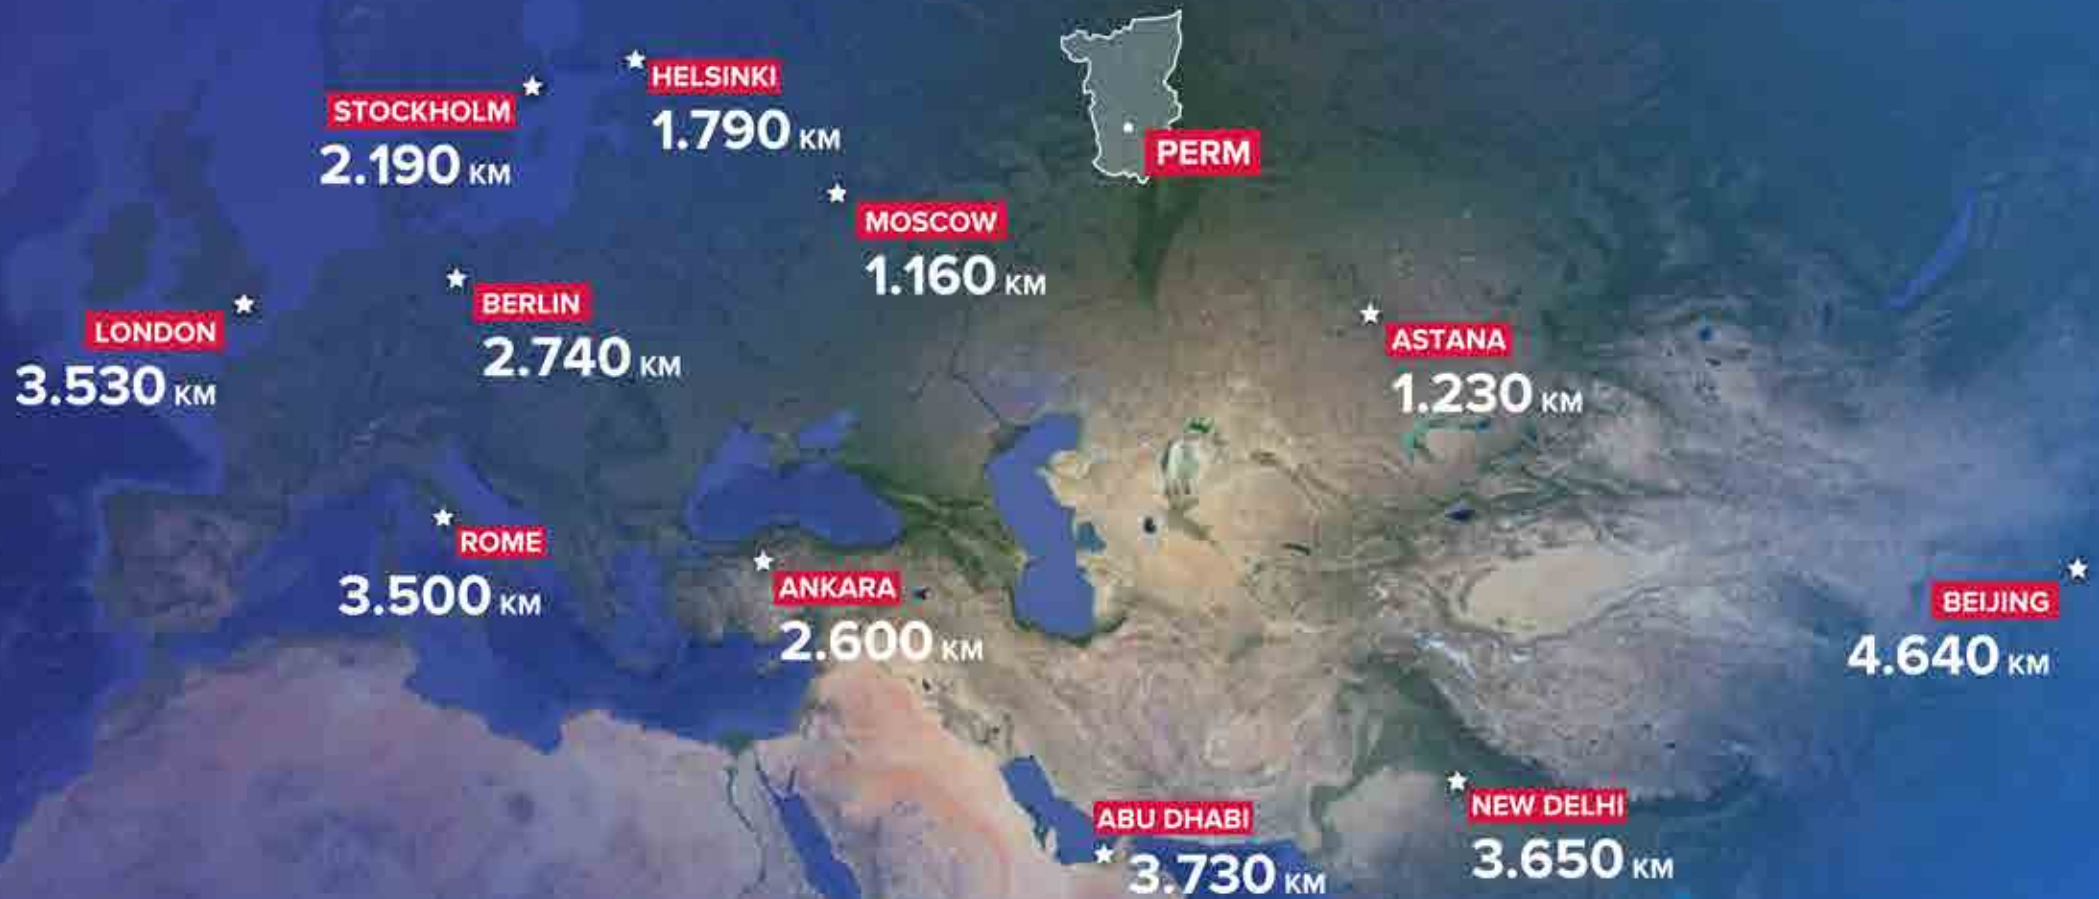 HELSINKI
1.790 KM
STOCKHOLM
2.190 KM
PERM
MOSCOW
1.160 KM
BERLIN
2.740 KM
LONDON
3.530 KM
ASTANA
1.230 KM
ROME
3.500 KM
ANKARA
2.600 KM
BEIJING
4.640 KM
ABU DHABI
3.730 KM
NEW DELHI
3.650 KM